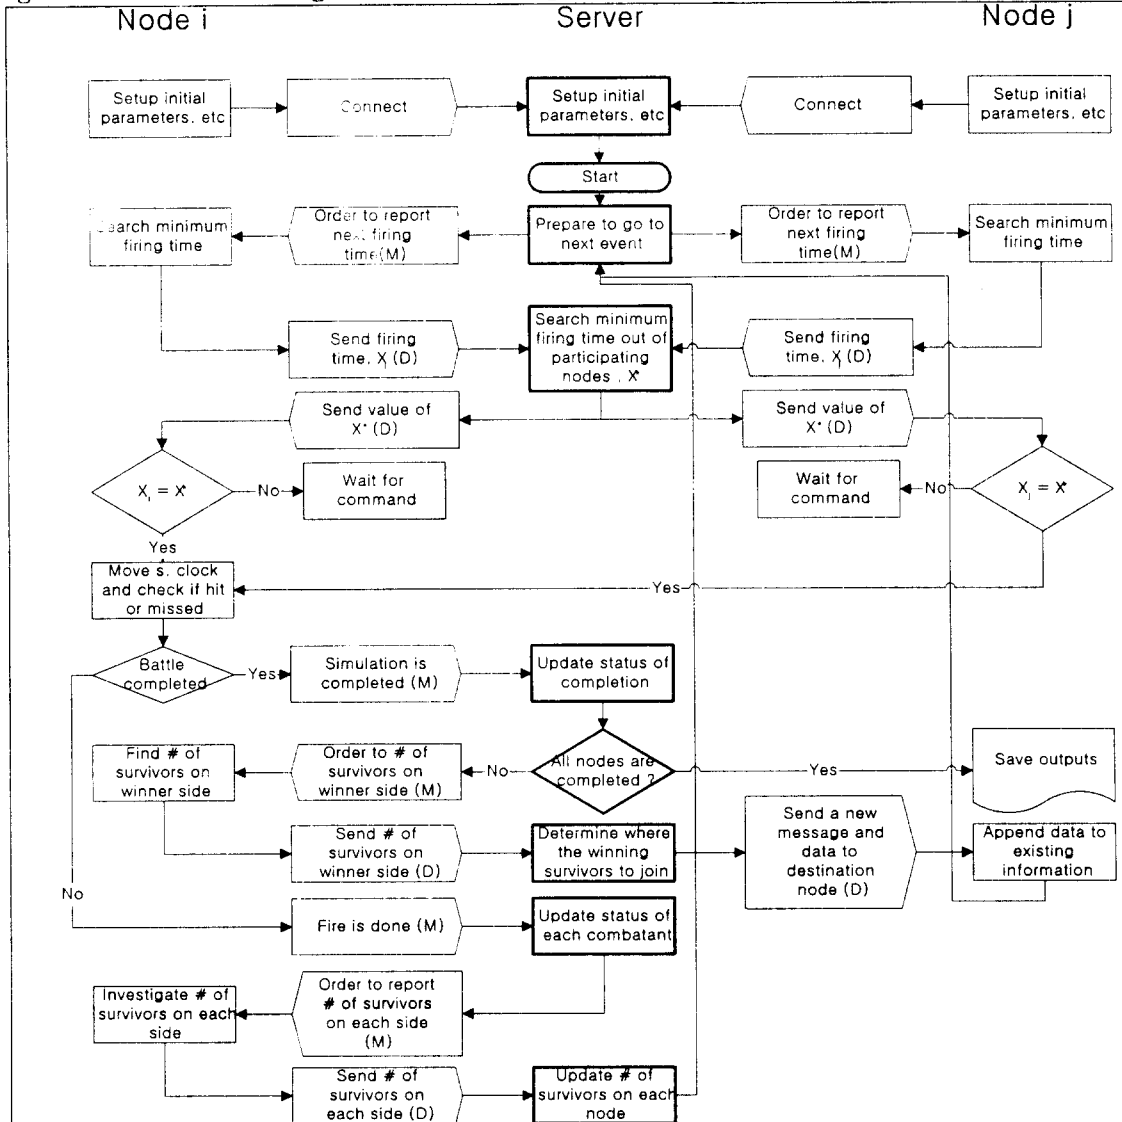 Node i
Server
Node j
Setup initial
parameters, etc
Connect
Setup initial
parameters, etc
Connect
Setup initial
parameters, etc
Start
Search minimum
firing time
Order to report
next firing
time(M)
Prepare to go to
next event
Order to report
next firing
time(M)
Search minimum
firing time
Send firing
time, Xj (D)
Search minimum
firing time out of
participating
nodes , X*
Send firing
time, Xj (D)
Send value of
X* (D)
Send value of
X* (D)
Xi = X*
No
Wait for
command
Wait for
command
No
Xj = X*
Yes
Move s. clock
and check if hit
or missed
Yes
Battle
completed
Yes
Simulation is
completed (M)
Update status of
completion
Find # of
survivors on
winner side
Order to # of
survivors on
winner side (M)
No
All nodes are
completed ?
Yes
Save outputs
Send # of
survivors on
winner side (D)
Determine where
the winning
survivors to join
Send a new
message and
data to
destination
node (D)
Append data to
existing
information
No
Fire is done (M)
Update status of
each combatant
Investigate # of
survivors on each
side
Order to report
# of survivors
on each side
(M)
Send # of
survivors on
each side (D)
Update # of
survivors on each
node